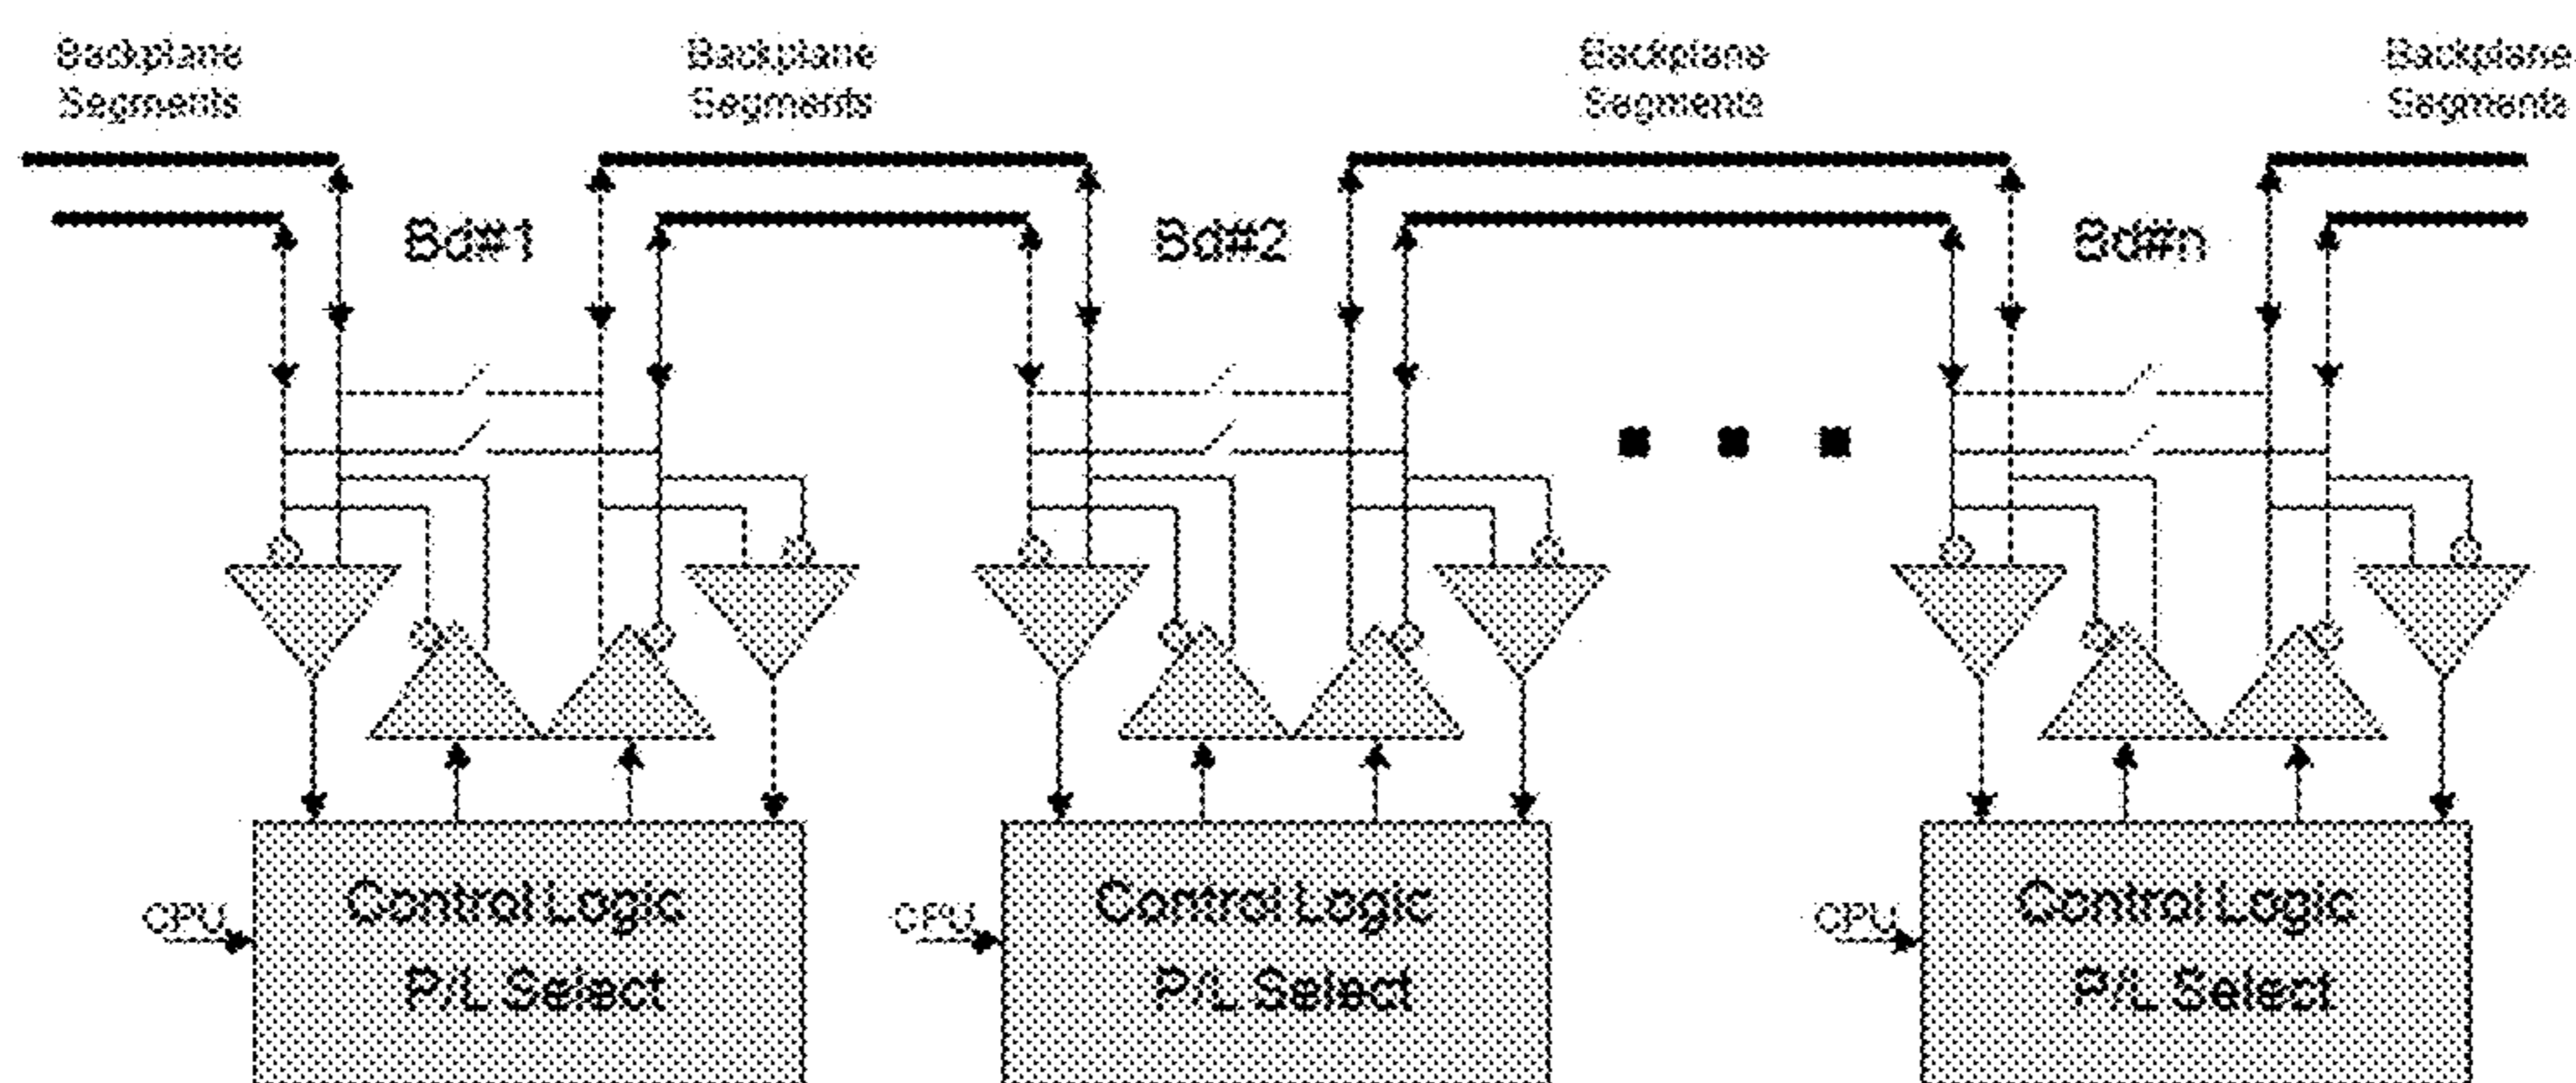 Backplane
Segments
Backplane
Segments
Backplane
Segments
Backplane
Segments
Bd#1
Bd#2
Bd#n
CPU
Control Logic
P/L Select
CPU
Control Logic
P/L Select
CPU
Control Logic
P/L Select